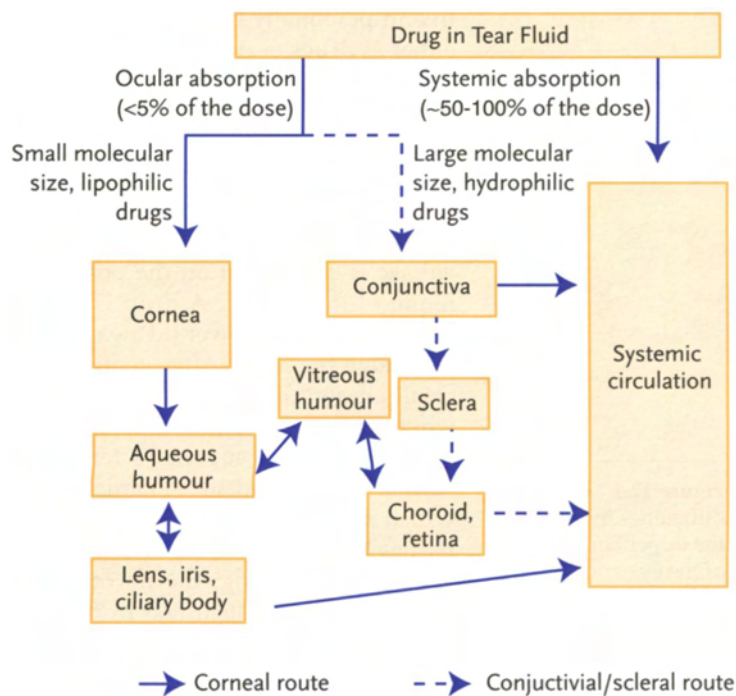 Drug in Tear Fluid
Ocular absorption
(<5% of the dose)
Systemic absorption
(~50-100% of the dose)
Small molecular
size, lipophilic
drugs
Large molecular
size, hydrophilic
drugs
Cornea
Conjunctiva
Systemic
circulation
Vitreous
humour
Sclera
Aqueous
humour
Choroid,
retina
Lens, iris,
ciliary body
Corneal route
Conjuctivial/scleral route